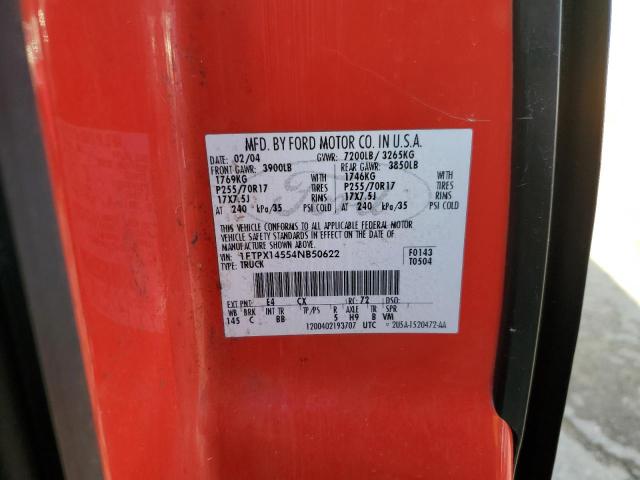 MFD. BY FORD MOTOR CO. IN U.S.A.
DATE: 02/04 GVWR: 7200LB/ 3265KG
FRONT GAWR: 3900LB REAR GAWR: 3850LB
1769KG WITH 1746KG WITH
P255/70R17 TIRES P255/70R17 TIRES
17X7.5J RIMS 17X7.5J RIMS
AT 240 kPa/35 PSI COLD AT 240 kPa/35 PSI COLD
THIS VEHICLE CONFORMS TO ALL APPLICABLE FEDERAL MOTOR
VEHICLE SAFETY STANDARDS IN EFFECT ON THE DATE OF
MANUFACTURE SHOWN ABOVE.
VIN: 1FTPX14554NB50622 F0143
TYPE: TRUCK T0504
EXT PNT: E4 CX RC: 72 DSO:
WB BRK INT TR TP/PS R AXLE TR SPR
145 C BB 5 H9 B VM
1200402193707 UTC 2U5A-1520472-AA